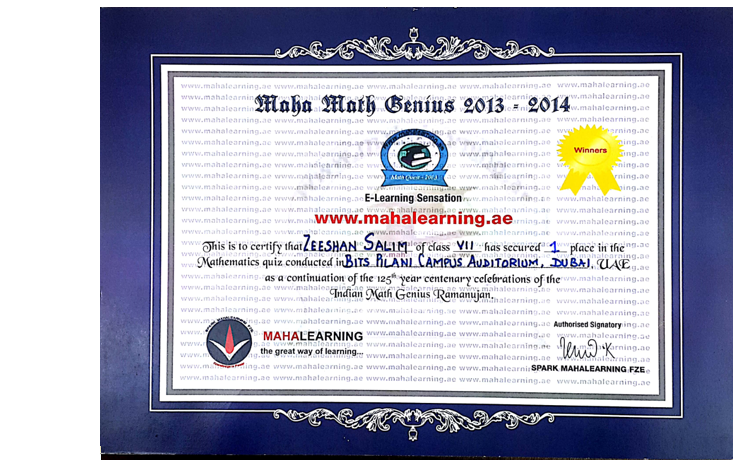 Maha Math Genius 2013 - 2014
Math Quest - 2013
Winners
E-Learning Sensation
www.mahalearning.ae
This is to certify that ZEESHAN SALIM of class VII has secured 1 place in the
Mathematics quiz conducted in BITS PILANI CAMPUS AUDITORIUM, DUBAI, UAE
as a continuation of the 125th year centenary celebrations of the
Indian Math Genius Ramanujan.
MAHALEARNING
the great way of learning...
Authorised Signatory
SPARK MAHALEARNING FZE